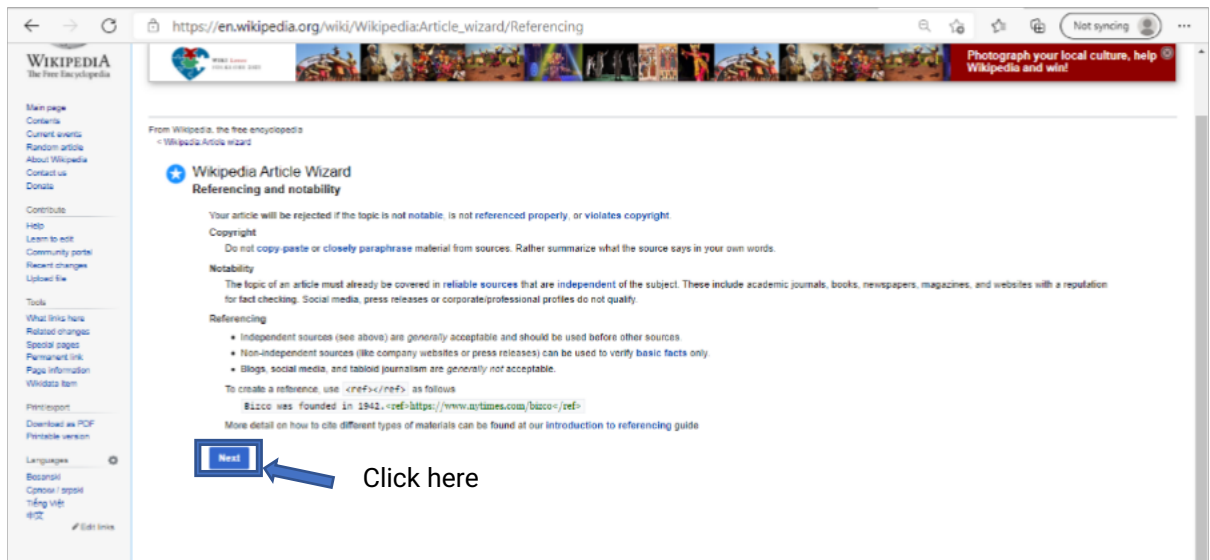 https://en.wikipedia.org/wiki/Wikipedia:Article_wizard/Referencing
Not syncing
WIKIPEDIA
The Free Encyclopedia
Main page
Contents
Current events
Random article
About Wikipedia
Contact us
Donate
Contribute
Help
Learn to edit
Community portal
Recent changes
Upload file
Tools
What links here
Related changes
Special pages
Permanent link
Page information
Wikidata item
Print/export
Download as PDF
Printable version
Languages
Bosanski
Српски / srpski
Tiếng Việt
中文
Edit links
Photograph your local culture, help
Wikipedia and win!
From Wikipedia, the free encyclopedia
< Wikipedia:Article wizard
Wikipedia Article Wizard
Referencing and notability
Your article will be rejected if the topic is not notable, is not referenced properly, or violates copyright.
Copyright
Do not copy-paste or closely paraphrase material from sources. Rather summarize what the source says in your own words.
Notability
The topic of an article must already be covered in reliable sources that are independent of the subject. These include academic journals, books, newspapers, magazines, and websites with a reputation
for fact checking. Social media, press releases or corporate/professional profiles do not qualify.
Referencing
• Independent sources (see above) are generally acceptable and should be used before other sources.
• Non-independent sources (like company websites or press releases) can be used to verify basic facts only.
• Blogs, social media, and tabloid journalism are generally not acceptable.
To create a reference, use <ref></ref> as follows
Bizco was founded in 1942.<ref>https://www.nytimes.com/bizco</ref>
More detail on how to cite different types of materials can be found at our introduction to referencing guide
Next
Click here